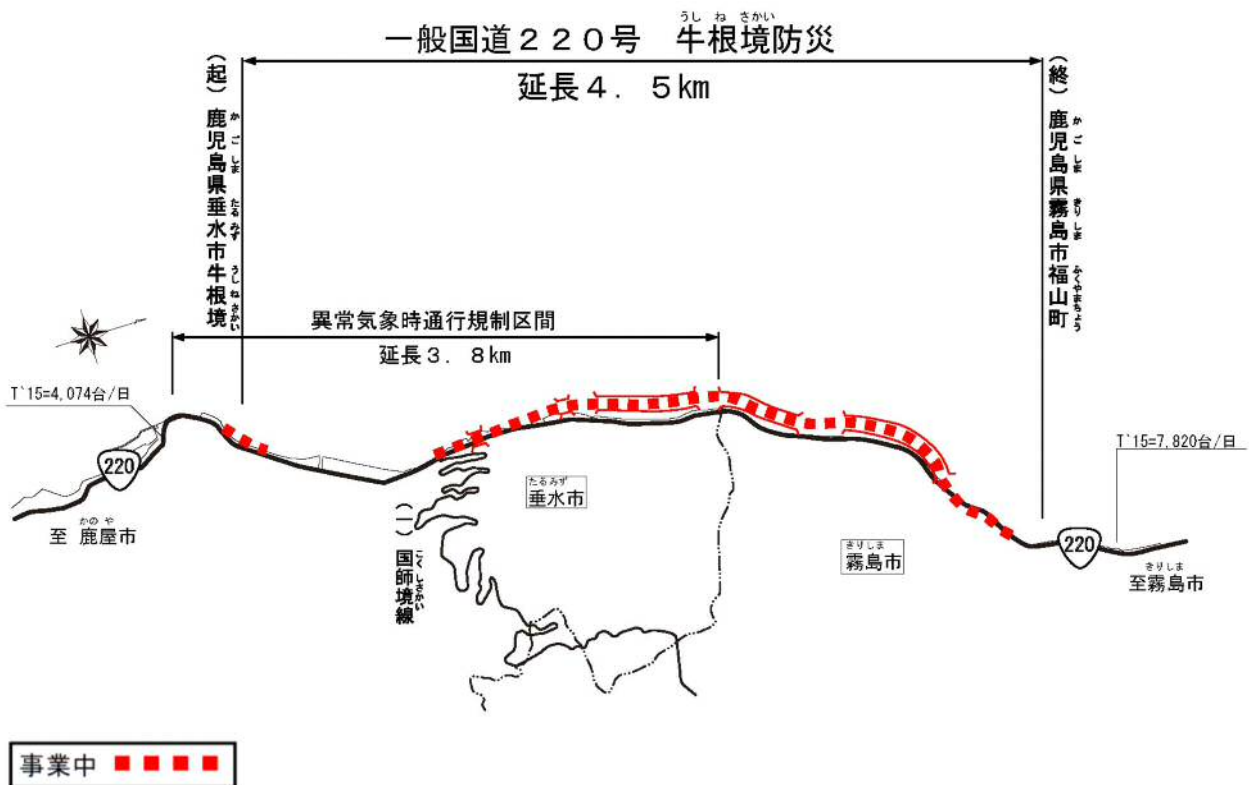 うしねさかい
一般国道220号 牛根境防災
延長4.5km
(起)鹿児島県垂水市牛根境
かごしま たるみず うしねさかい
(終)鹿児島県霧島市福山町
かごしま きりしま ふくやまちょう
異常気象時通行規制区間
延長3.8km
T`15=4,074台/日
T`15=7,820台/日
220
かのや
至 鹿屋市
(一)国師境線
こくしさかい
たるみず
垂水市
きりしま
霧島市
220
きりしま
至霧島市
事業中